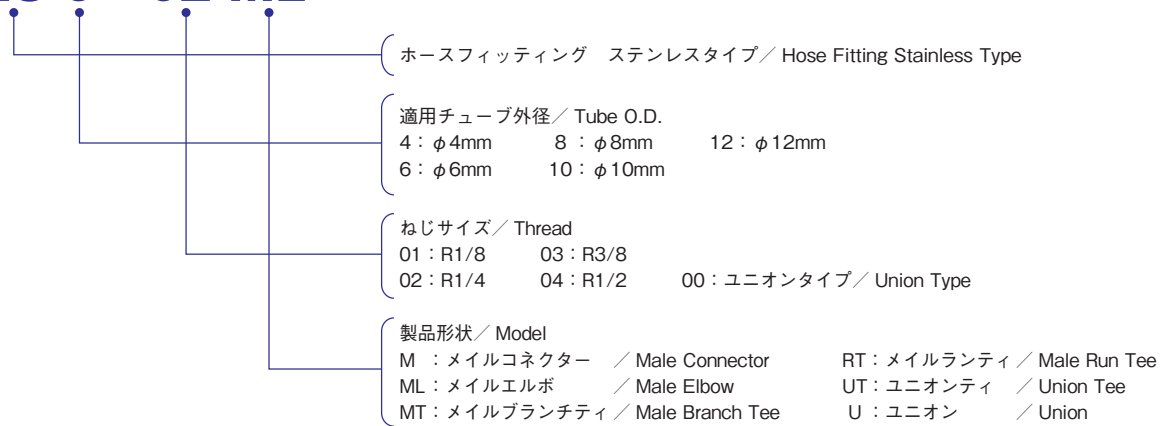 ホースフィッティング　ステンレスタイプ／ Hose Fitting Stainless Type
適用チューブ外径／ Tube O.D.
4：φ4mm　8：φ8mm　12：φ12mm
6：φ6mm　10：φ10mm
ねじサイズ／ Thread
01：R1/8　03：R3/8
02：R1/4　04：R1/2　00：ユニオンタイプ／ Union Type
製品形状／ Model
M ：メイルコネクター ／ Male Connector　RT：メイルランティ／ Male Run Tee
ML：メイルエルボ ／ Male Elbow　UT：ユニオンティ ／ Union Tee
MT：メイルブランチティ／ Male Branch Tee　U ：ユニオン ／ Union